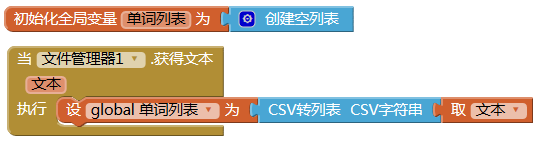 初始化全局变量 单词列表 为 创建空列表
当 文件管理器1 .获得文本
文本
执行 设 global 单词列表 为 CSV转列表 CSV字符串 取 文本